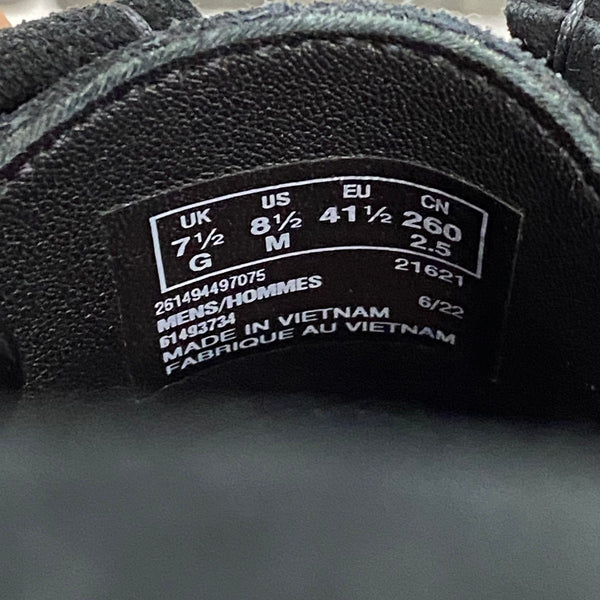 UK US EU CN
7½ 8½ 41½ 260
G M 2.5
261494497075 21621
MENS/HOMMES 6/22
61493734
MADE IN VIETNAM
FABRIQUE AU VIETNAM